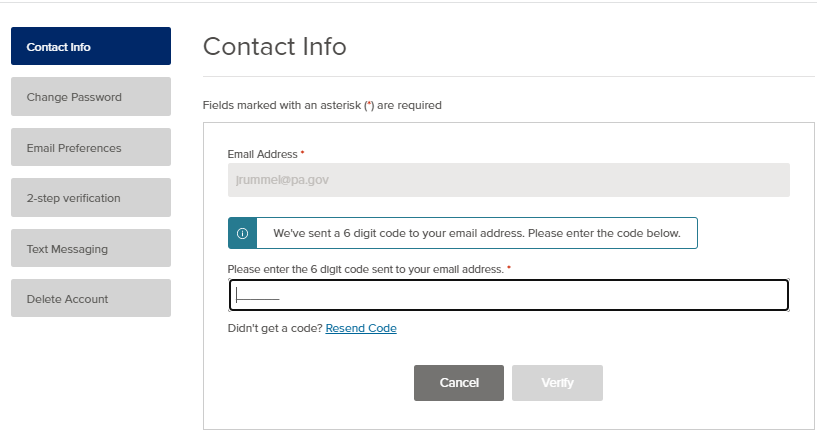 Contact Info
Change Password
Email Preferences
2-step verification
Text Messaging
Delete Account
Contact Info
Fields marked with an asterisk (*) are required
Email Address *
jrummel@pa.gov
We've sent a 6 digit code to your email address. Please enter the code below.
Please enter the 6 digit code sent to your email address. *
Didn't get a code? Resend Code
Cancel Verify